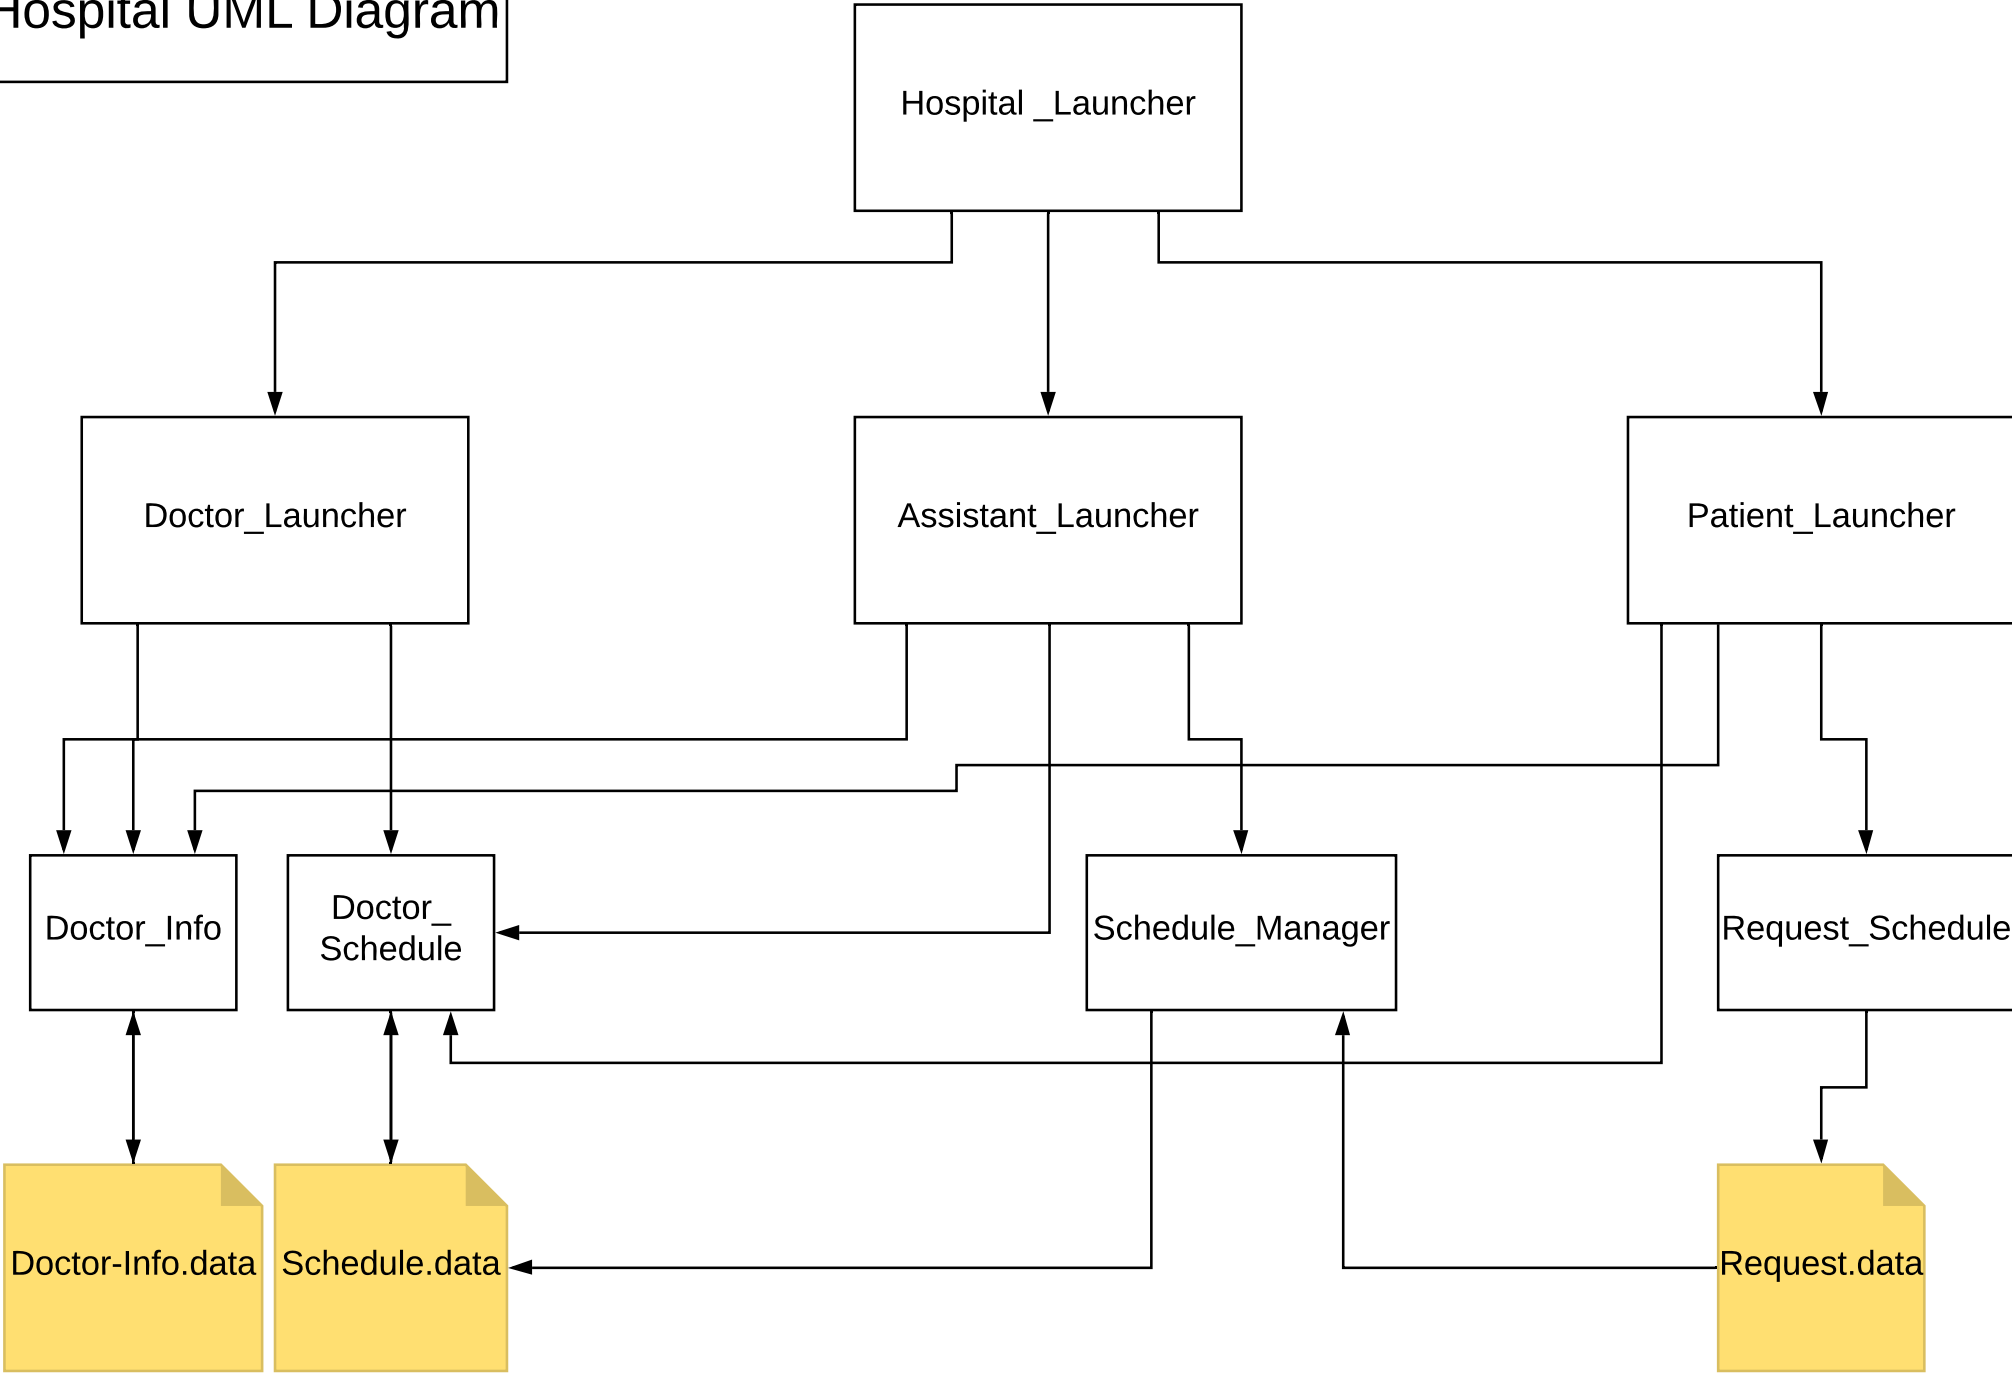 Hospital UML Diagram
Hospital _Launcher
Doctor_Launcher
Assistant_Launcher
Patient_Launcher
Doctor_Info
Doctor_
Schedule
Schedule_Manager
Request_Schedule
Doctor-Info.data
Schedule.data
Request.data